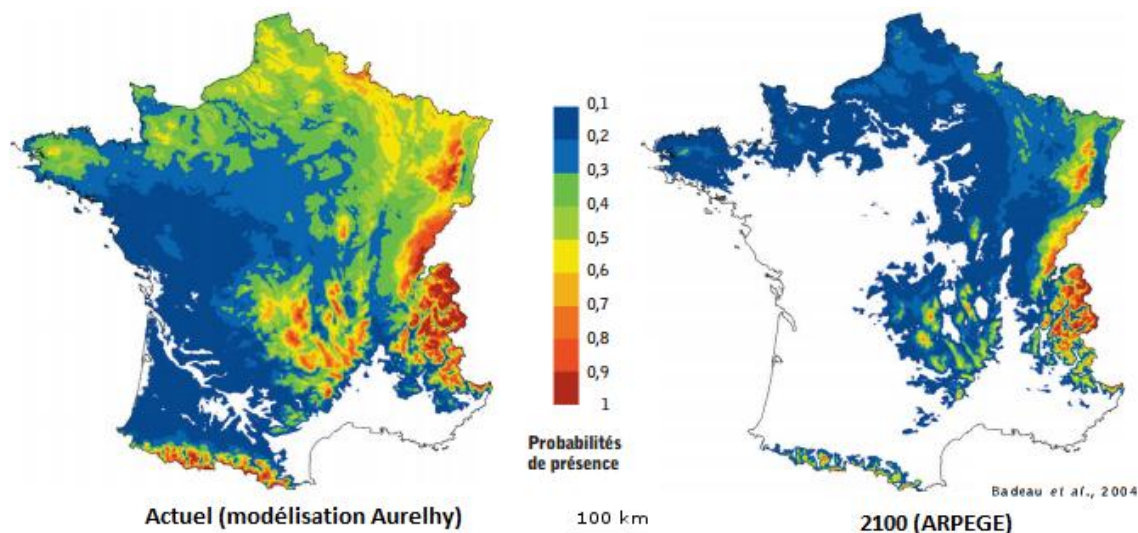 0,1
0,2
0,3
0,4
0,5
0,6
0,7
0,8
0,9
1
Probabilités
de présence
Badeau et al., 2004
Actuel (modélisation Aurelhy)
100 km
2100 (ARPEGE)